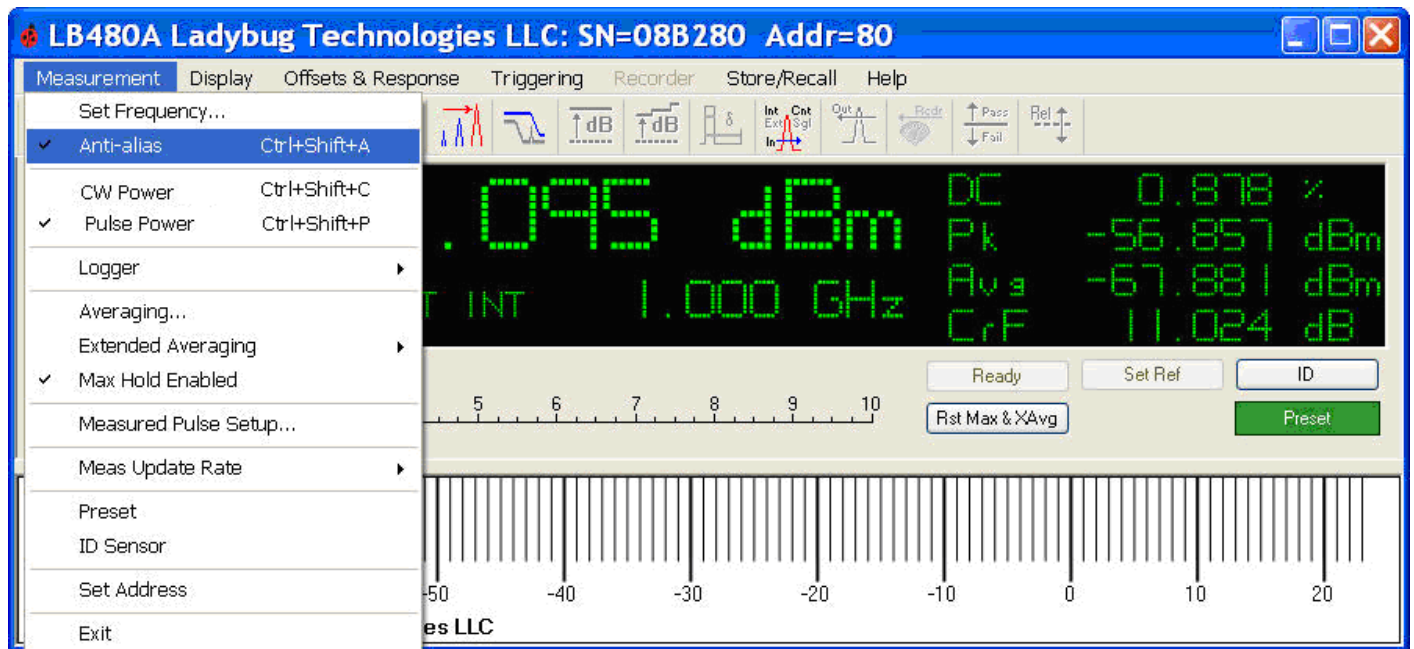 LB480A Ladybug Technologies LLC: SN=08B280 Addr=80
Measurement Display Offsets & Response Triggering Recorder Store/Recall Help
Set Frequency...
Anti-alias Ctrl+Shift+A
CW Power Ctrl+Shift+C
Pulse Power Ctrl+Shift+P
Logger
Averaging...
Extended Averaging
Max Hold Enabled
Measured Pulse Setup...
Meas Update Rate
Preset
ID Sensor
Set Address
Exit
dB dB δ Int Cnt Out Rcdr Pass Rel
Ext Sgl
In Fail
.095 dBm
T INT 1.000 GHz
DC 0.878 %
Pk -56.857 dBm
Avg -67.881 dBm
CrF 11.024 dB
Ready Set Ref ID
5 6 7 8 9 10
Rst Max & XAvg Preset
-50 -40 -30 -20 -10 0 10 20
es LLC